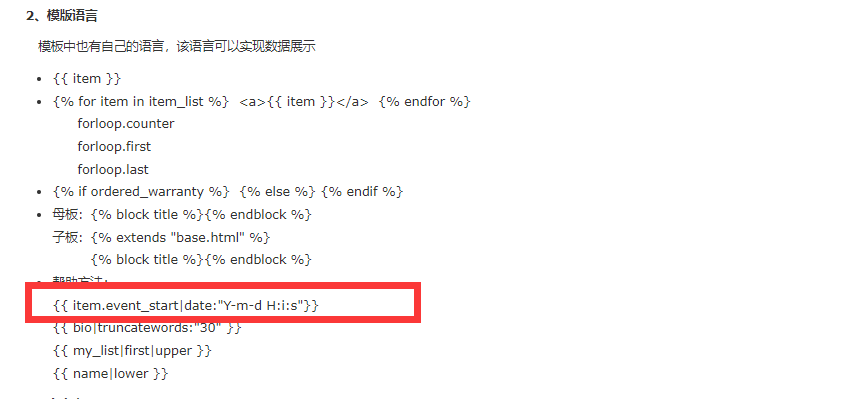 2、模版语言
模板中也有自己的语言，该语言可以实现数据展示
• {{ item }}
• {% for item in item_list %} <a>{{ item }}</a> {% endfor %}
forloop.counter
forloop.first
forloop.last
• {% if ordered_warranty %} {% else %} {% endif %}
• 母板：{% block title %}{% endblock %}
子板：{% extends "base.html" %}
{% block title %}{% endblock %}
• 帮助方法：
{{ item.event_start|date:"Y-m-d H:i:s"}}
{{ bio|truncatewords:"30" }}
{{ my_list|first|upper }}
{{ name|lower }}